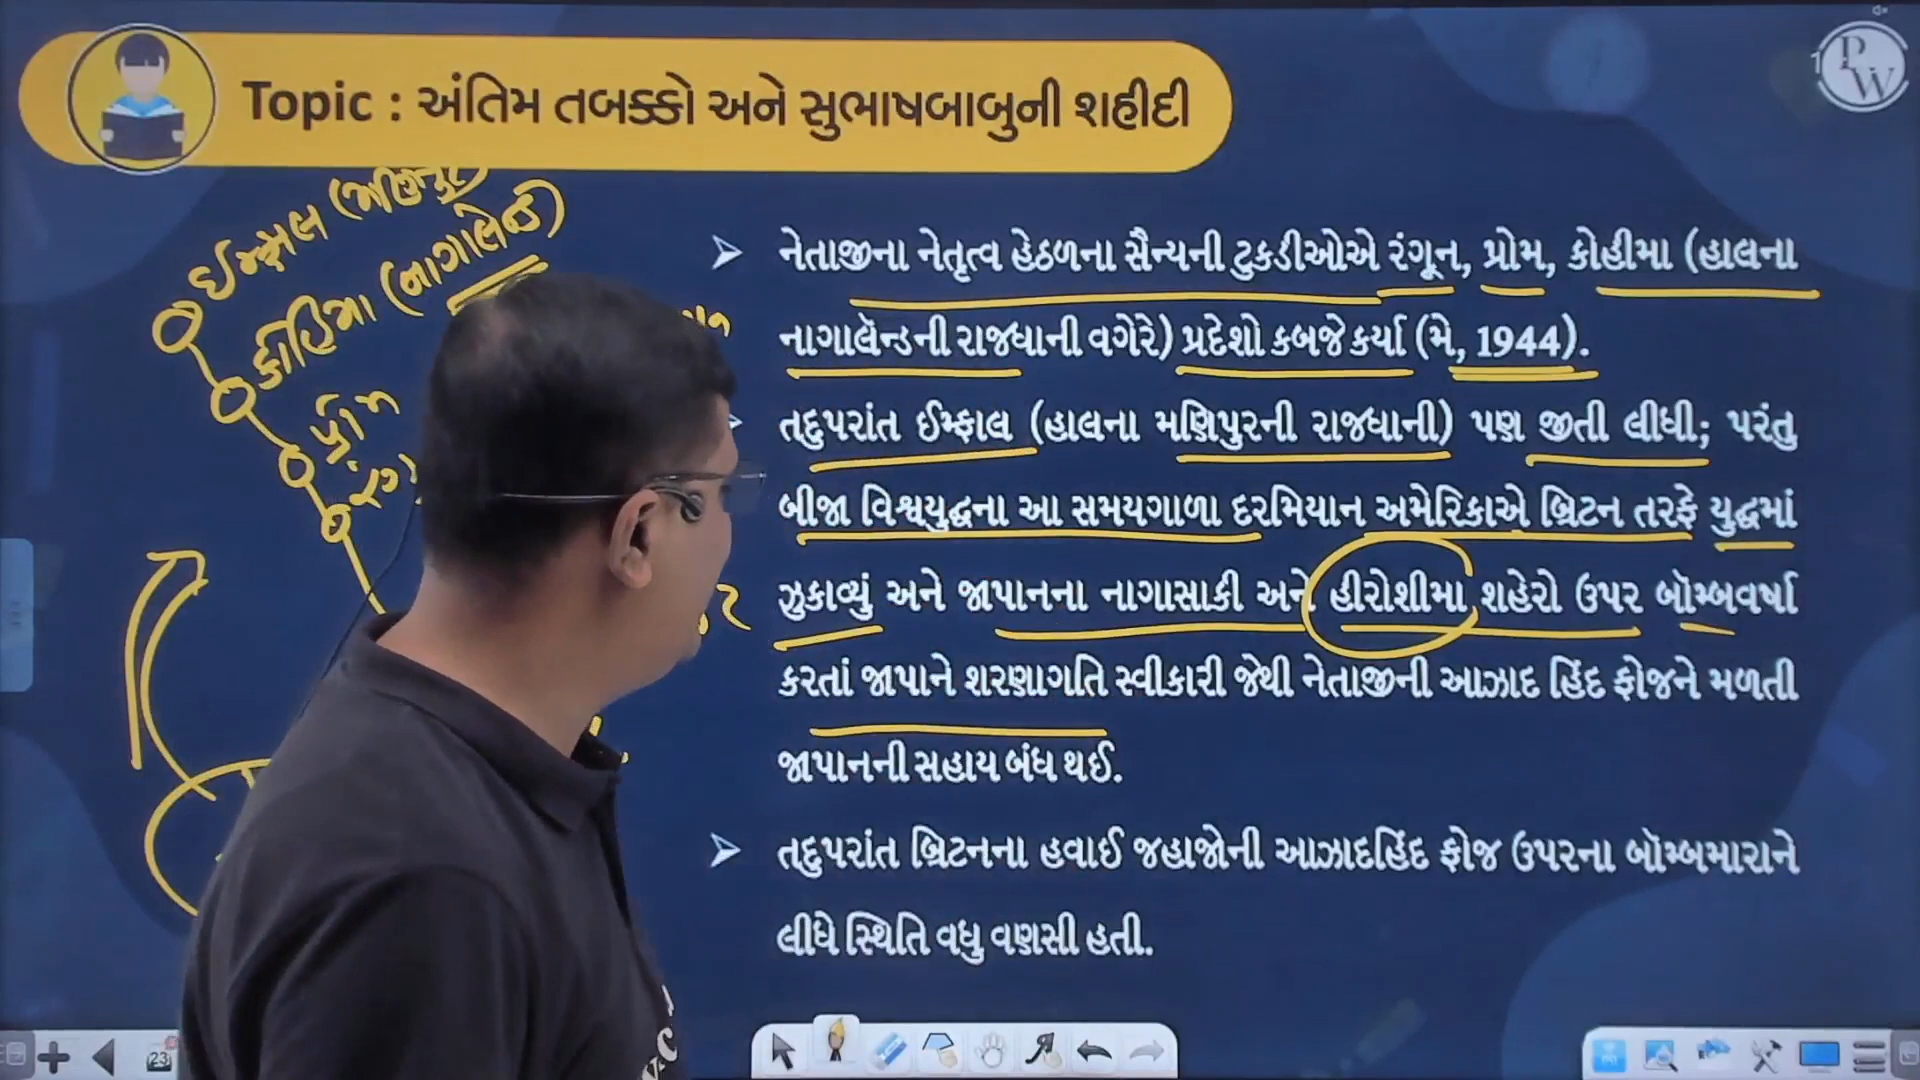 Topic : અંતિમ તબક્કો અને સુભાષબાબુની શહીદી
PW
ઈમ્ફાલ (મણિપુર)
કોહિમા (નાગાલેન્ડ)
પ્રોમ
નેતાજીના નેતૃત્વ હેઠળના સૈન્યની ટુકડીઓએ રંગૂન, પ્રોમ, કોહીમા (હાલના
નાગાલૅન્ડની રાજધાની વગેરે) પ્રદેશો કબજે કર્યા (મે, 1944).
તદુપરાંત ઈમ્ફાલ (હાલના મણિપુરની રાજધાની) પણ જીતી લીધી; પરંતુ
બીજા વિશ્વયુદ્ધના આ સમયગાળા દરમિયાન અમેરિકાએ બ્રિટન તરફે યુદ્ધમાં
ઝુકાવ્યું અને જાપાનના નાગાસાકી અને હીરોશીમા શહેરો ઉપર બૉમ્બવર્ષા
કરતાં જાપાને શરણાગતિ સ્વીકારી જેથી નેતાજીની આઝાદ હિંદ ફોજને મળતી
જાપાનની સહાય બંધ થઈ.
તદુપરાંત બ્રિટનના હવાઈ જહાજોની આઝાદહિંદ ફોજ ઉપરના બૉમ્બમારાને
લીધે સ્થિતિ વધુ વણસી હતી.
23